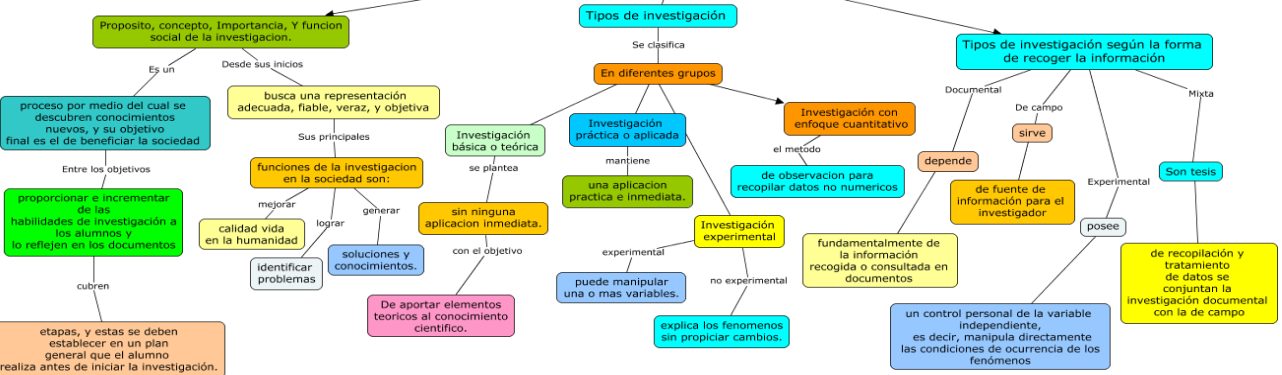 Proposito, concepto, Importancia, Y funcion
social de la investigacion.
Es un
proceso por medio del cual se
descubren conocimientos
nuevos, y su objetivo
final es el de beneficiar la sociedad
Entre los objetivos
proporcionar e incrementar
de las
habilidades de investigación a
los alumnos y
lo reflejen en los documentos
cubren
etapas, y estas se deben
establecer en un plan
general que el alumno
realiza antes de iniciar la investigación.
Desde sus inicios
busca una representación
adecuada, fiable, veraz, y objetiva
Sus principales
funciones de la investigacion
en la sociedad son:
mejorar
calidad vida
en la humanidad
lograr
identificar
problemas
generar
soluciones y
conocimientos.
Tipos de investigación
Se clasifica
En diferentes grupos
Investigación
básica o teórica
se plantea
sin ninguna
aplicacion inmediata.
con el objetivo
De aportar elementos
teoricos al conocimiento
cientifico.
Investigación
práctica o aplicada
mantiene
una aplicacion
practica e inmediata.
Investigación
experimental
experimental
puede manipular
una o mas variables.
no experimental
explica los fenomenos
sin propiciar cambios.
Investigación con
enfoque cuantitativo
el metodo
de observacion para
recopilar datos no numericos
Tipos de investigación según la forma
de recoger la información
Documental
depende
fundamentalmente de
la información
recogida o consultada en
documentos
De campo
sirve
de fuente de
información para el
investigador
Experimental
posee
un control personal de la variable
independiente,
es decir, manipula directamente
las condiciones de ocurrencia de los
fenómenos
Mixta
Son tesis
de recopilación y
tratamiento
de datos se
conjuntan la
investigación documental
con la de campo